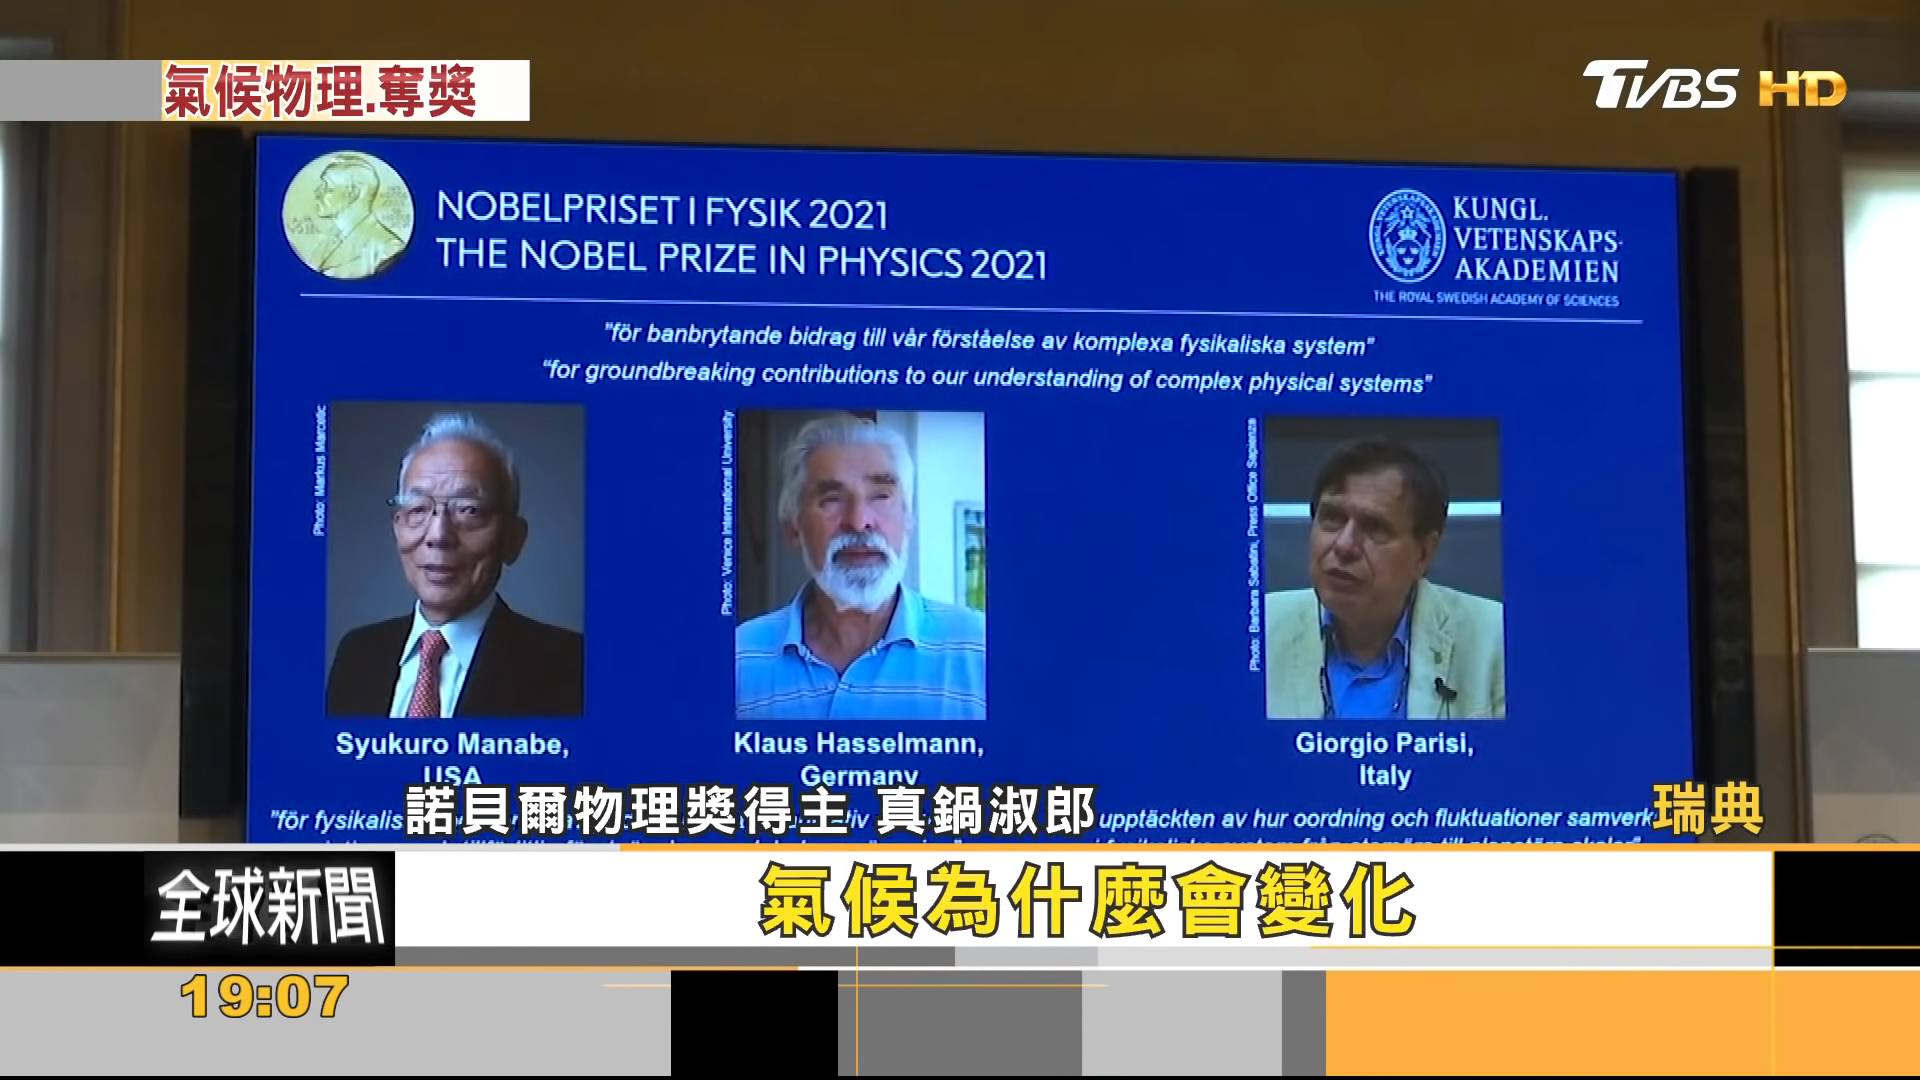 氣候物理.奪獎
TVBS HD
NOBELPRISET I FYSIK 2021
THE NOBEL PRIZE IN PHYSICS 2021
KUNGL.
VETENSKAPS-
AKADEMIEN
THE ROYAL SWEDISH ACADEMY OF SCIENCES
"för banbrytande bidrag till vår förståelse av komplexa fysikaliska system"
"for groundbreaking contributions to our understanding of complex physical systems"
Photo: Markus Marcetic
Photo: Venice International University
Photo: Barbara Sabatini, Press Office Sapienza
Syukuro Manabe,
USA
Klaus Hasselmann,
Germany
Giorgio Parisi,
Italy
"för fysikalis
upptäckten av hur oordning och fluktuationer samverk
諾貝爾物理獎得主 真鍋淑郎
瑞典
全球新聞
氣候為什麼會變化
19:07